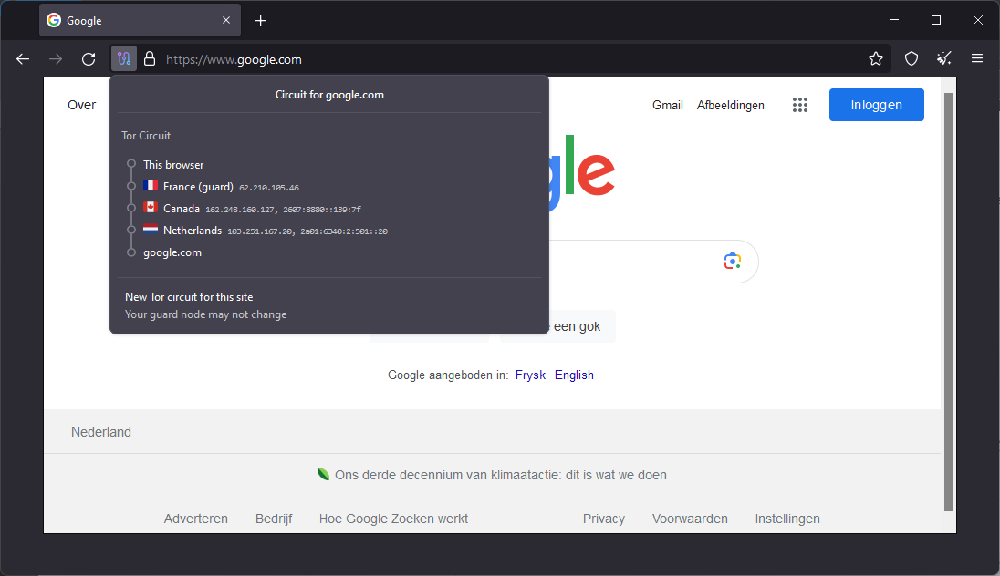 Google
https://www.google.com
Over
Circuit for google.com
Gmail Afbeeldingen
Inloggen
Tor Circuit
This browser
France (guard) 62.210.105.46
Canada 162.248.160.127, 2607:8880::139:7f
Netherlands 103.251.167.20, 2a01:6340:2:501::20
google.com
gle
New Tor circuit for this site
Your guard node may not change
een gok
Google aangeboden in: Frysk English
Nederland
Ons derde decennium van klimaatactie: dit is wat we doen
Adverteren Bedrijf Hoe Google Zoeken werkt Privacy Voorwaarden Instellingen